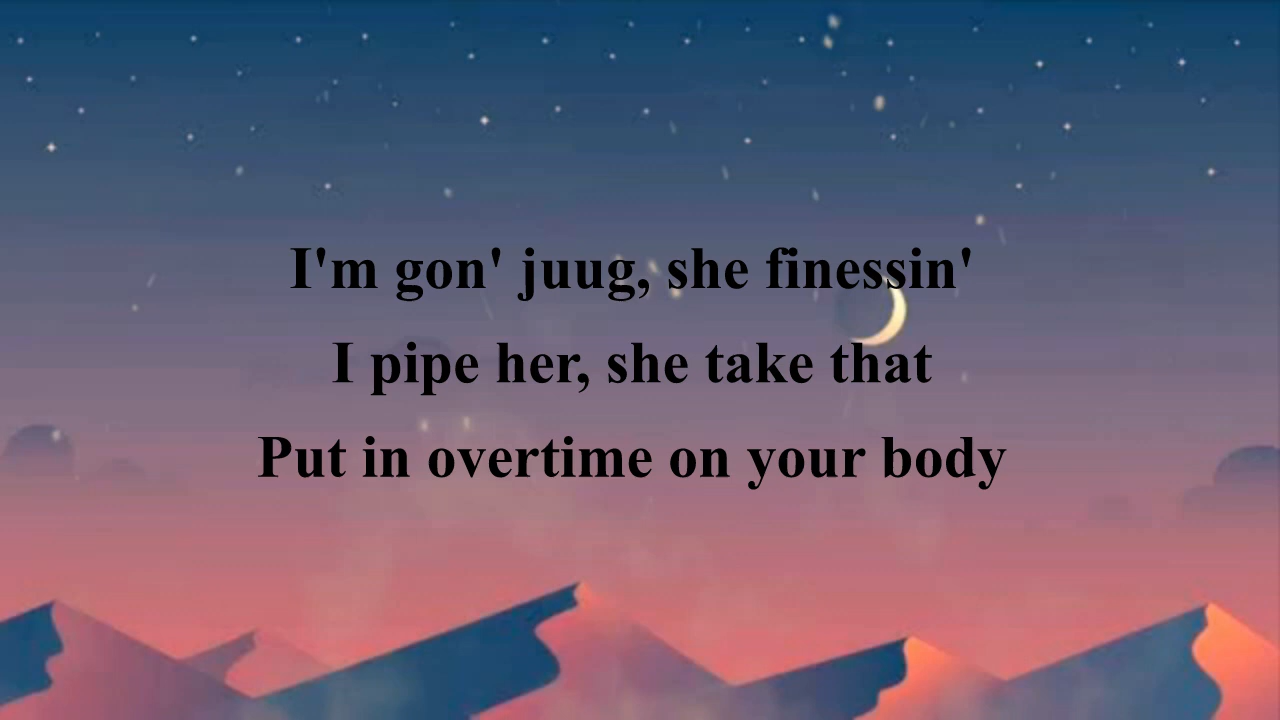 I'm gon' juug, she finessin'
I pipe her, she take that
Put in overtime on your body